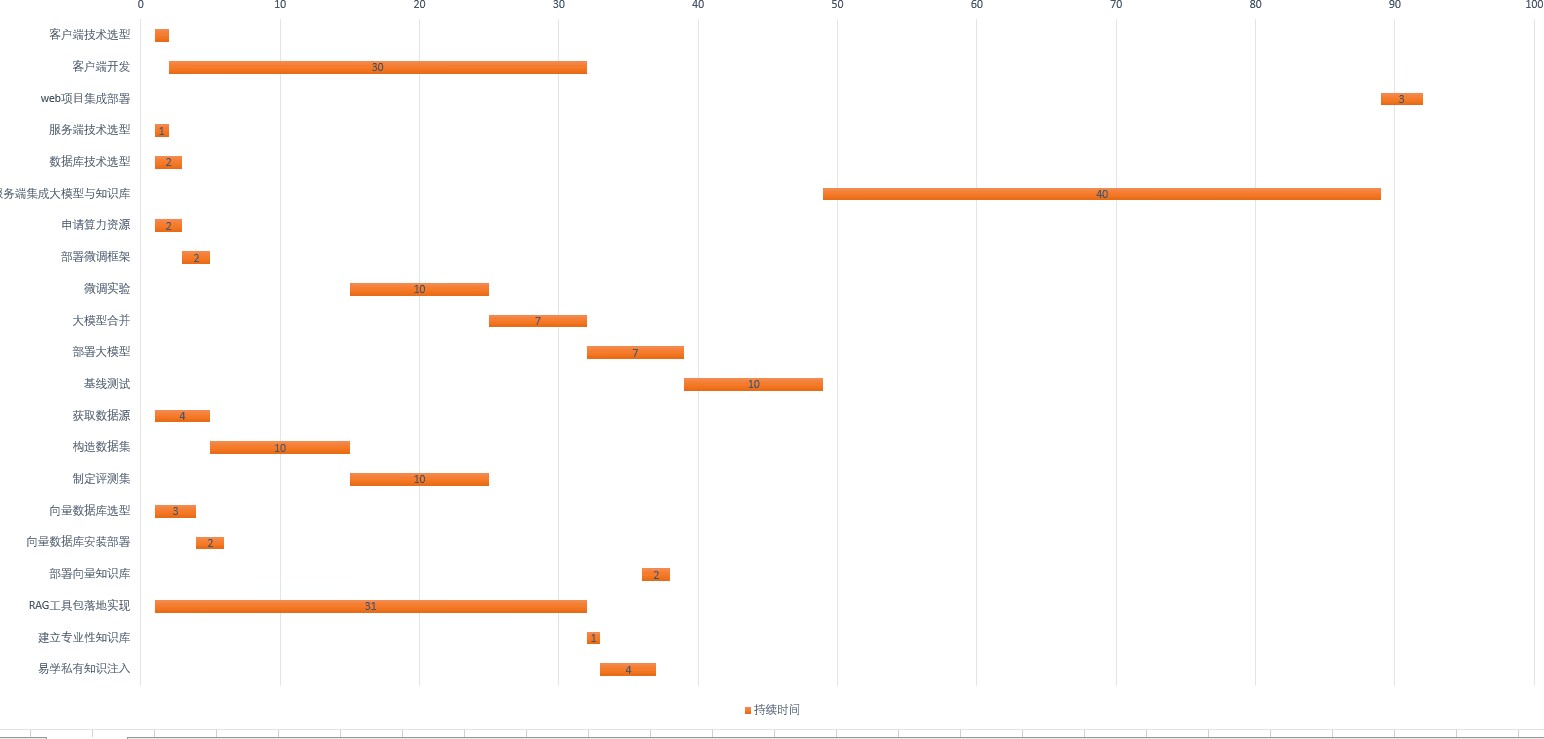 0 10 20 30 40 50 60 70 80 90 100
客户端技术选型
客户端开发 30
web项目集成部署 3
服务端技术选型 1
数据库技术选型 2
务端集成大模型与知识库 40
申请算力资源 2
部署微调框架 2
微调实验 10
大模型合并 7
部署大模型 7
基线测试 10
获取数据源 4
构造数据集 10
制定评测集 10
向量数据库选型 3
向量数据库安装部署 2
部署向量知识库 2
RAG工具包落地实现 31
建立专业性知识库 1
易学私有知识注入 4
持续时间